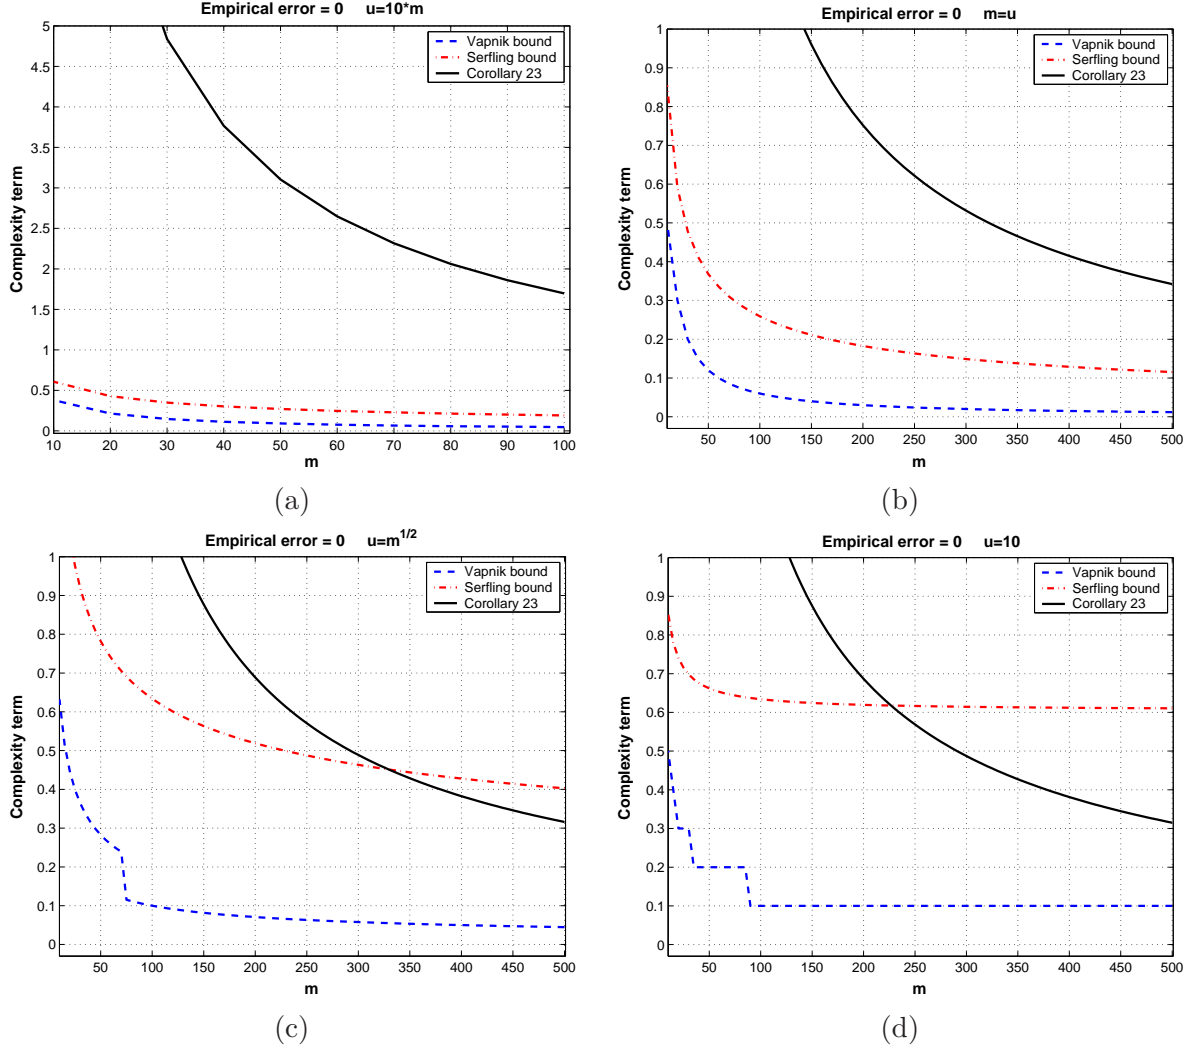 Empirical error = 0 u=10*m
5
4.5
4
3.5
3
2.5
2
1.5
1
0.5
0
Complexity term
Vapnik bound
Serfling bound
Corollary 23
10 20 30 40 50 60 70 80 90 100
m
(a)
Empirical error = 0 m=u
1
0.9
0.8
0.7
0.6
0.5
0.4
0.3
0.2
0.1
0
Complexity term
Vapnik bound
Serfling bound
Corollary 23
50 100 150 200 250 300 350 400 450 500
m
(b)
Empirical error = 0 u=m^1/2
1
0.9
0.8
0.7
0.6
0.5
0.4
0.3
0.2
0.1
0
Complexity term
Vapnik bound
Serfling bound
Corollary 23
50 100 150 200 250 300 350 400 450 500
m
(c)
Empirical error = 0 u=10
1
0.9
0.8
0.7
0.6
0.5
0.4
0.3
0.2
0.1
0
Complexity term
Vapnik bound
Serfling bound
Corollary 23
50 100 150 200 250 300 350 400 450 500
m
(d)